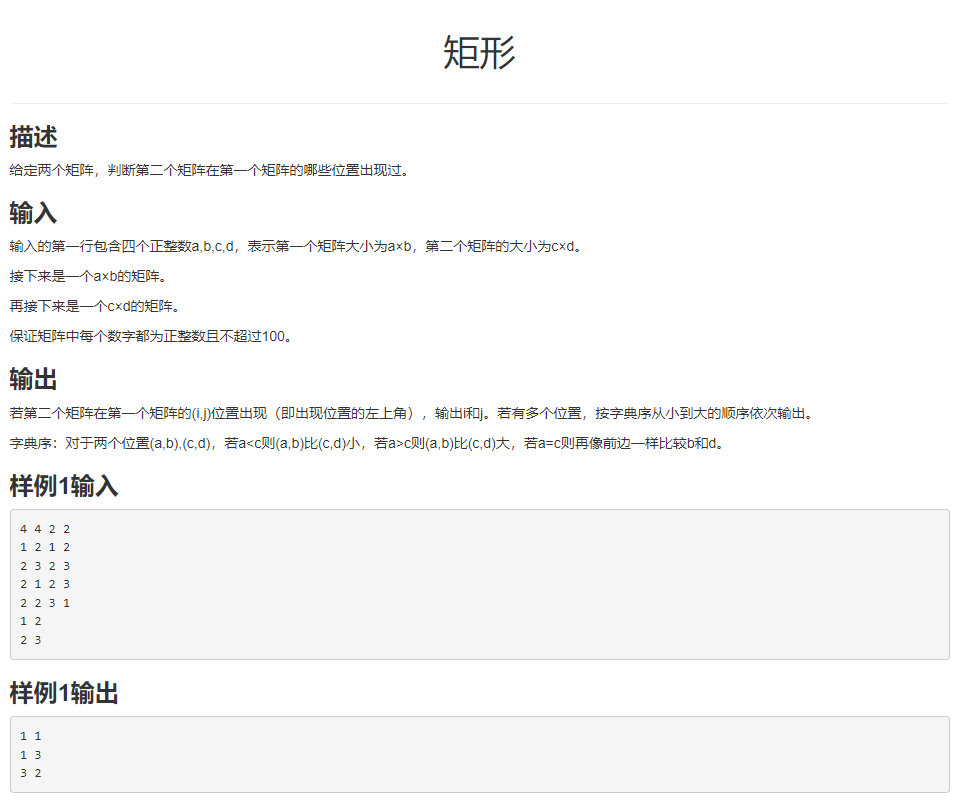 矩形
描述
给定两个矩阵，判断第二个矩阵在第一个矩阵的哪些位置出现过。
输入
输入的第一行包含四个正整数a,b,c,d，表示第一个矩阵大小为a×b，第二个矩阵的大小为c×d。
接下来是一个a×b的矩阵。
再接下来是一个c×d的矩阵。
保证矩阵中每个数字都为正整数且不超过100。
输出
若第二个矩阵在第一个矩阵的(i,j)位置出现（即出现位置的左上角），输出i和j。若有多个位置，按字典序从小到大的顺序依次输出。
字典序：对于两个位置(a,b),(c,d)，若a<c则(a,b)比(c,d)小，若a>c则(a,b)比(c,d)大，若a=c则再像前边一样比较b和d。
样例1输入
4 4 2 2
1 2 1 2
2 3 2 3
2 1 2 3
2 2 3 1
1 2
2 3
样例1输出
1 1
1 3
3 2